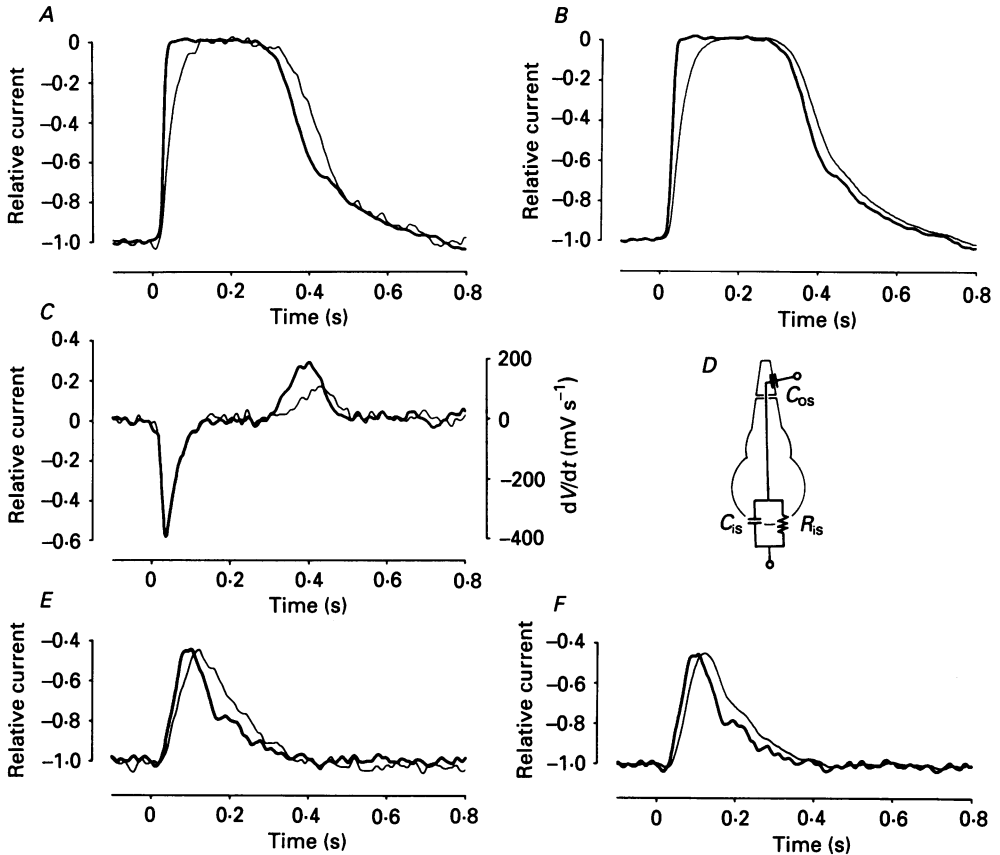 A
Relative current
0
–0·2
–0·4
–0·6
–0·8
–1·0
0
0·2
0·4
0·6
0·8
Time (s)
B
Relative current
0
–0·2
–0·4
–0·6
–0·8
–1·0
0
0·2
0·4
0·6
0·8
Time (s)
C
Relative current
0·4
0·2
0
–0·2
–0·4
–0·6
200
0
–200
–400
dV/dt (mV s⁻¹)
0
0·2
0·4
0·6
0·8
Time (s)
D
Cos
Cis
Ris
E
Relative current
–0·4
–0·6
–0·8
–1·0
0
0·2
0·4
0·6
0·8
Time (s)
F
Relative current
–0·4
–0·6
–0·8
–1·0
0
0·2
0·4
0·6
0·8
Time (s)